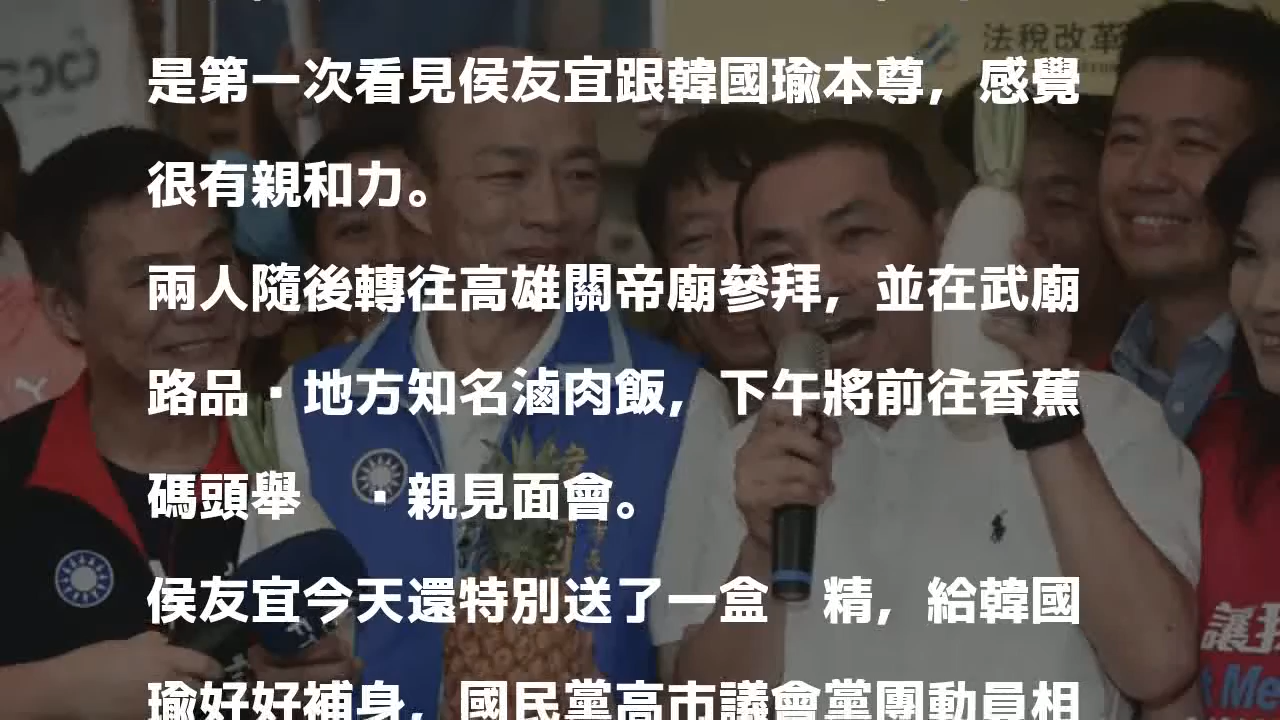 法稅改革
是第一次看見侯友宜跟韓國瑜本尊，感覺
很有親和力。
兩人隨後轉往高雄關帝廟參拜，並在武廟
路品·地方知名滷肉飯，下午將前往香蕉
碼頭舉　·親見面會。
侯友宜今天還特別送了一盒　精，給韓國
瑜好好補身，國民黨高市議會黨團動員相
市長
讓我
t Me